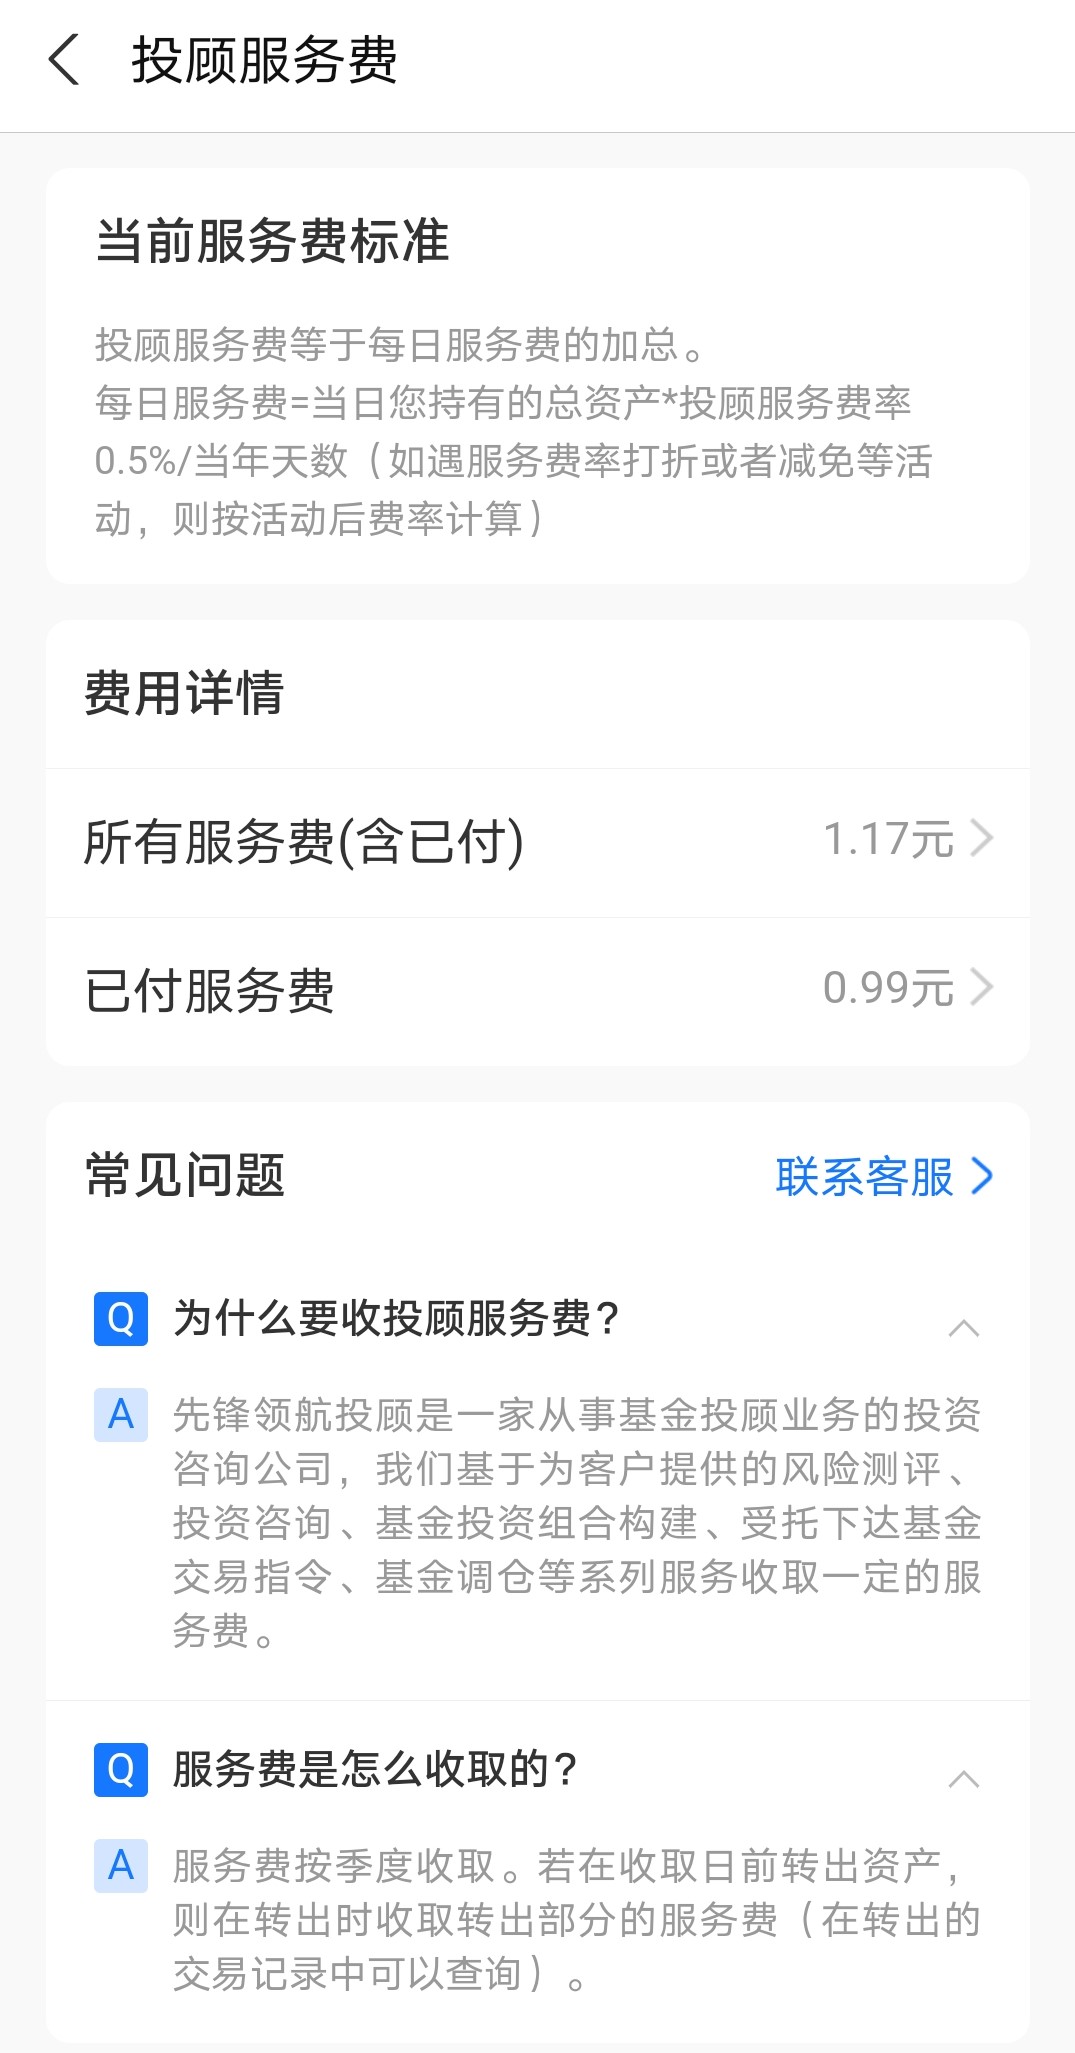 投顾服务费
当前服务费标准
投顾服务费等于每日服务费的加总。
每日服务费=当日您持有的总资产*投顾服务费率
0.5%/当年天数（如遇服务费率打折或者减免等活
动，则按活动后费率计算）
费用详情
所有服务费(含已付) 1.17元
已付服务费 0.99元
常见问题 联系客服
Q 为什么要收投顾服务费？
A 先锋领航投顾是一家从事基金投顾业务的投资
咨询公司，我们基于为客户提供的风险测评、
投资咨询、基金投资组合构建、受托下达基金
交易指令、基金调仓等系列服务收取一定的服
务费。
Q 服务费是怎么收取的？
A 服务费按季度收取。若在收取日前转出资产，
则在转出时收取转出部分的服务费（在转出的
交易记录中可以查询）。